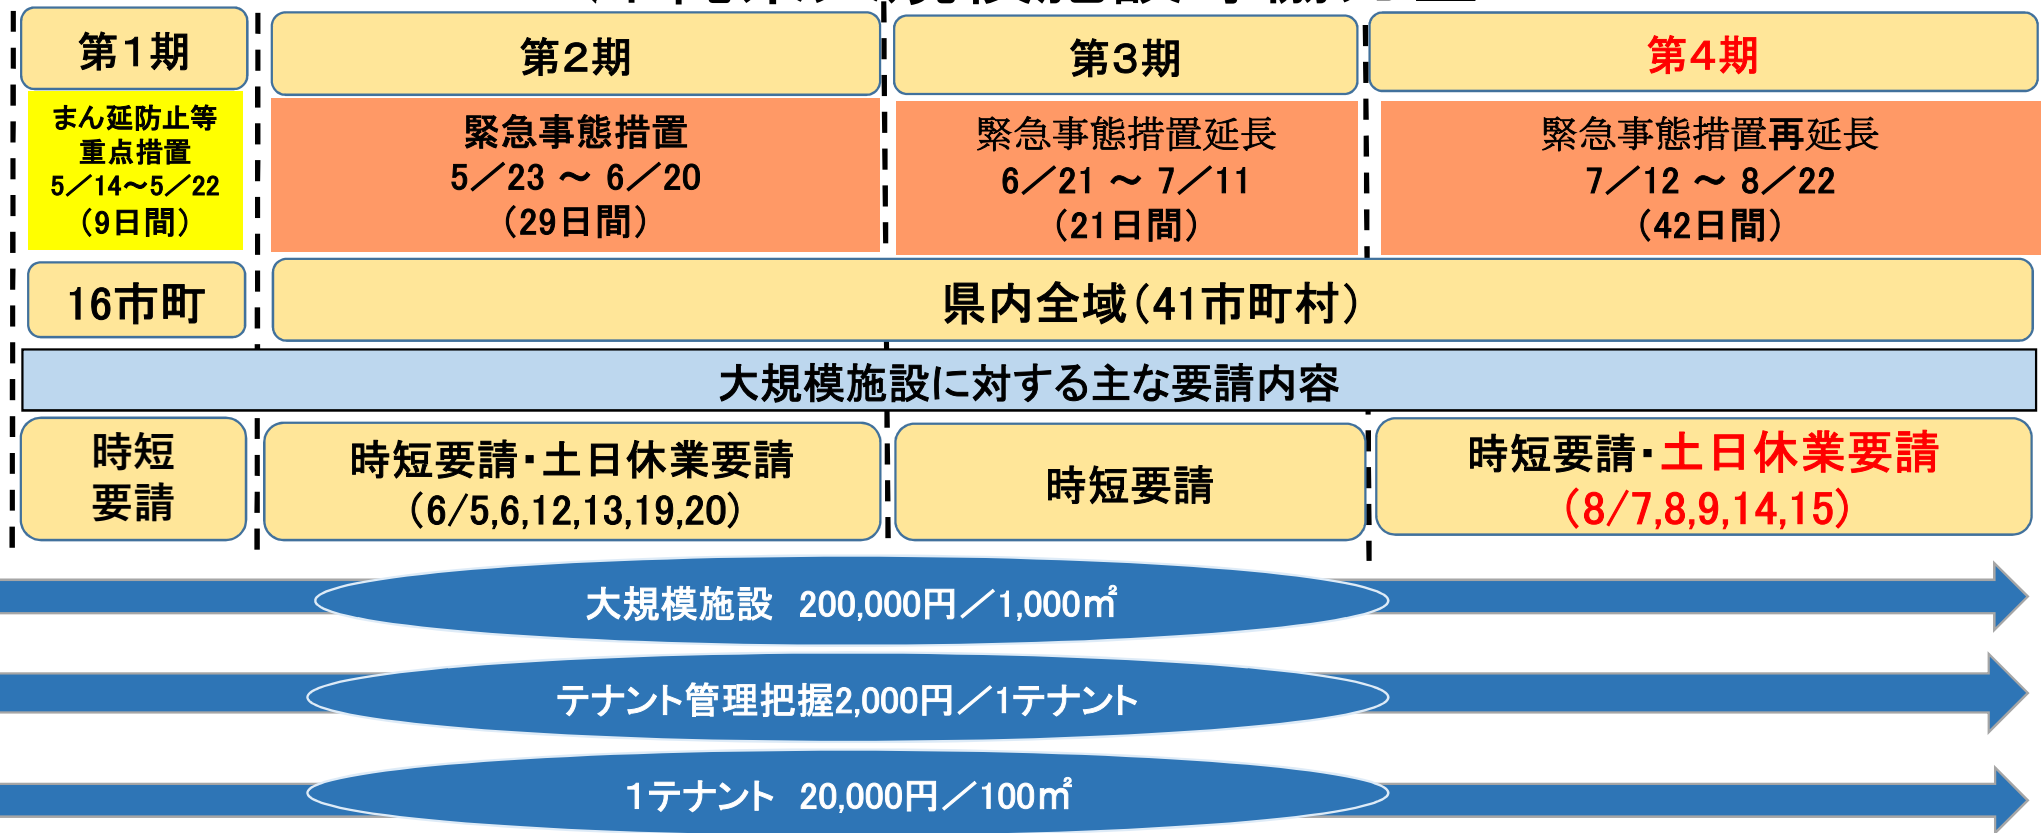 第1期
第2期
第3期
第4期
まん延防止等
重点措置
5／14～5／22
（9日間）
緊急事態措置
5／23 ～ 6／20
（29日間）
緊急事態措置延長
6／21 ～ 7／11
（21日間）
緊急事態措置再延長
7／12 ～ 8／22
（42日間）
16市町
県内全域（41市町村）
大規模施設に対する主な要請内容
時短
要請
時短要請・土日休業要請
（6/5,6,12,13,19,20）
時短要請
時短要請・土日休業要請
（8/7,8,9,14,15）
大規模施設 200,000円／1,000㎡
テナント管理把握2,000円／1テナント
1テナント 20,000円／100㎡